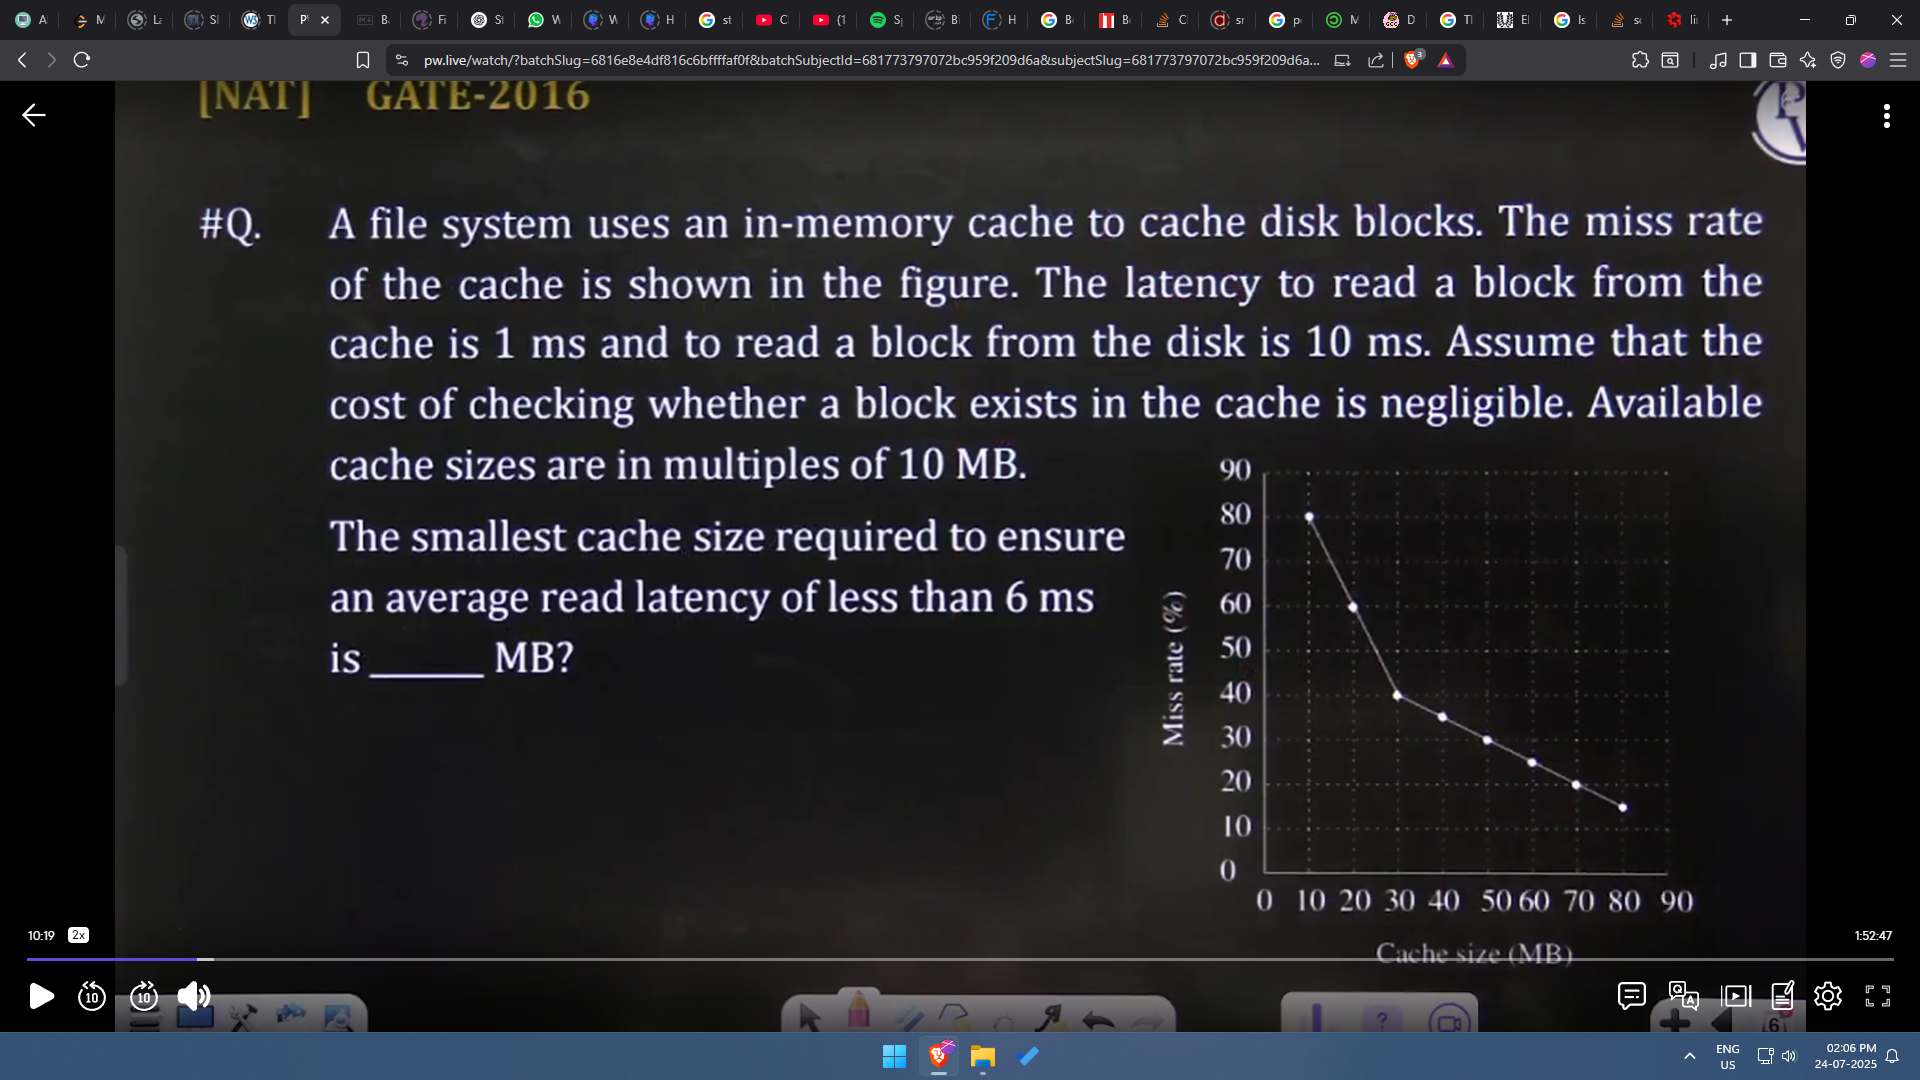 pw.live/watch/?batchSlug=6816e8e4df816c6bffffaf0f&batchSubjectId=681773797072bc959f209d6a&subjectSlug=681773797072bc959f209d6a...
[NAT] GATE-2016
#Q. A file system uses an in-memory cache to cache disk blocks. The miss rate
of the cache is shown in the figure. The latency to read a block from the
cache is 1 ms and to read a block from the disk is 10 ms. Assume that the
cost of checking whether a block exists in the cache is negligible. Available
cache sizes are in multiples of 10 MB.
The smallest cache size required to ensure
an average read latency of less than 6 ms
is ______ MB?
Miss rate (%)
90
80
70
60
50
40
30
20
10
0
0 10 20 30 40 50 60 70 80 90
Cache size (MB)
10:19 2x
1:52:47
10 10
ENG
US
02:06 PM
24-07-2025